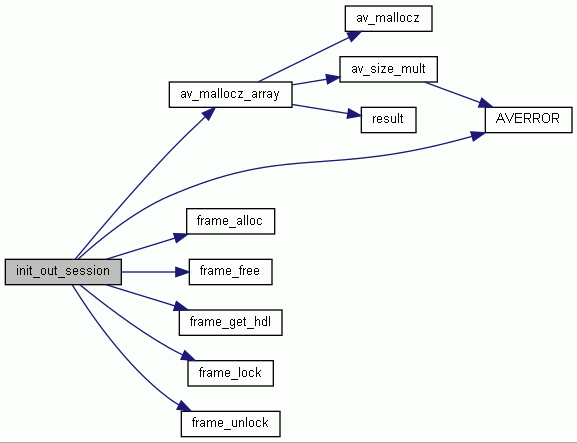 av_mallocz
av_size_mult
av_mallocz_array
result
AVERROR
frame_alloc
init_out_session
frame_free
frame_get_hdl
frame_lock
frame_unlock